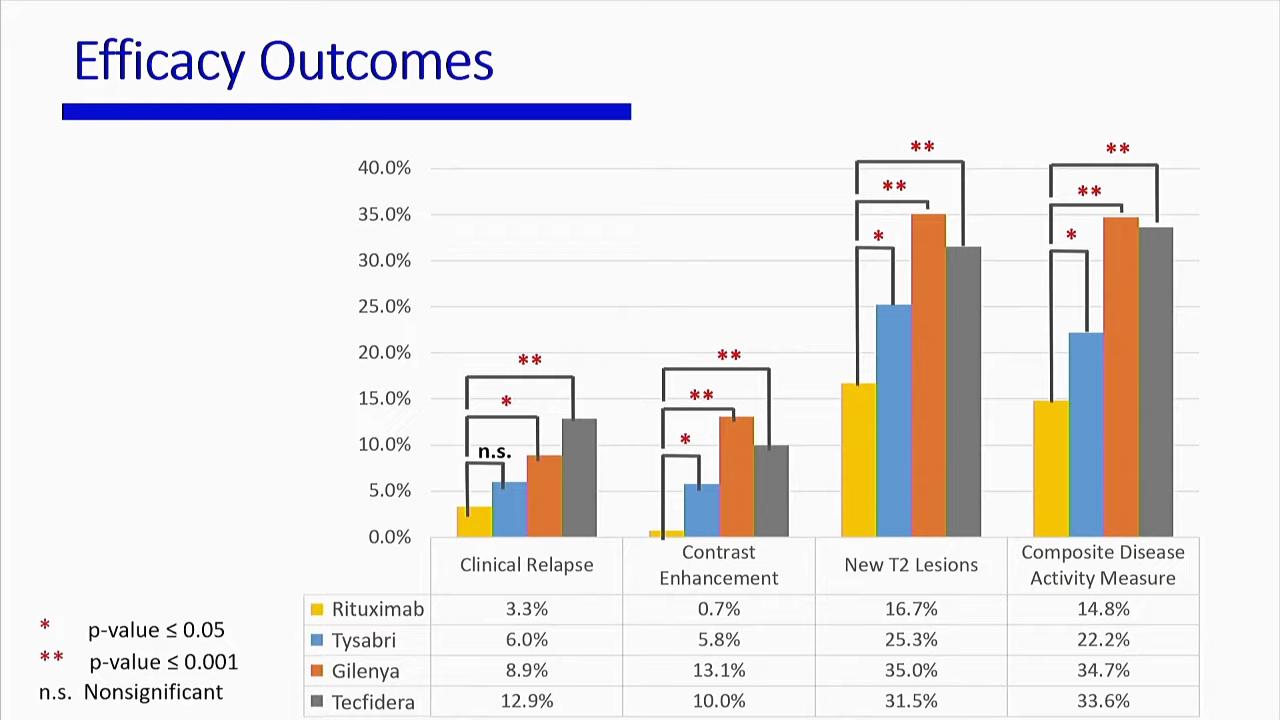 Efficacy Outcomes
40.0%
35.0%
30.0%
25.0%
20.0%
15.0%
10.0%
5.0%
0.0%
n.s. * **
* ** **
* ** **
* ** **
Clinical Relapse
Contrast
Enhancement
New T2 Lesions
Composite Disease
Activity Measure
Rituximab 3.3% 0.7% 16.7% 14.8%
Tysabri 6.0% 5.8% 25.3% 22.2%
Gilenya 8.9% 13.1% 35.0% 34.7%
Tecfidera 12.9% 10.0% 31.5% 33.6%
* p-value ≤ 0.05
** p-value ≤ 0.001
n.s. Nonsignificant